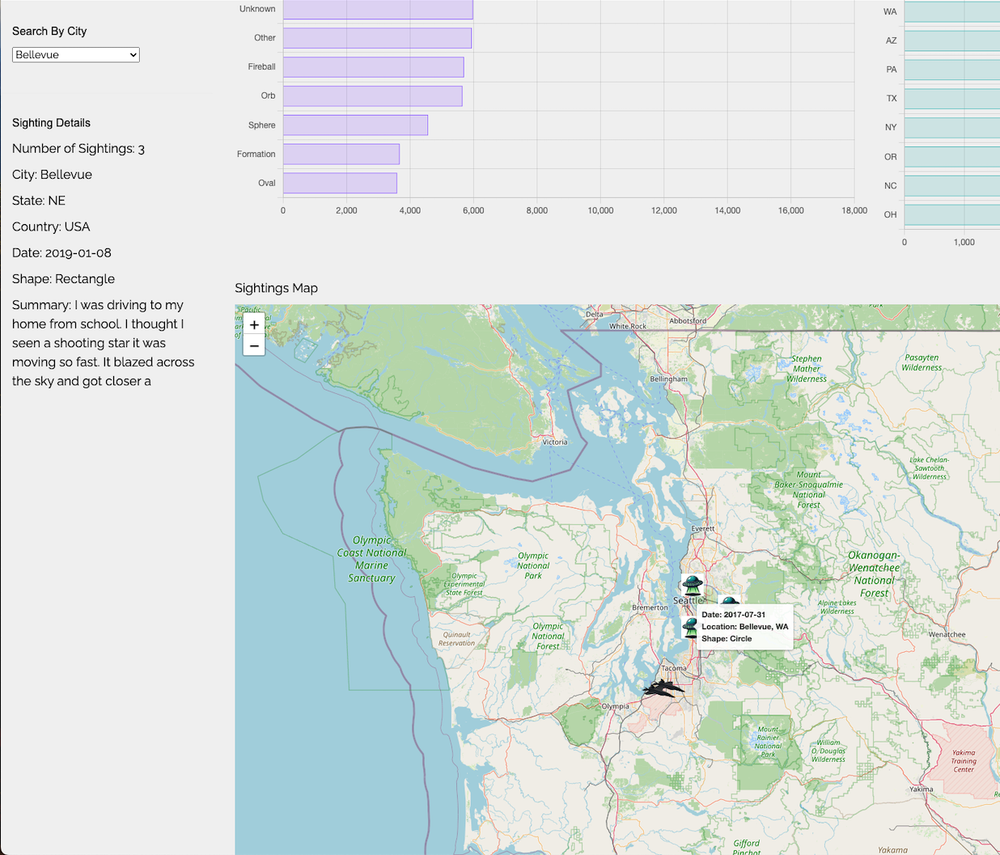 Search By City
Bellevue
Sighting Details
Number of Sightings: 3
City: Bellevue
State: NE
Country: USA
Date: 2019-01-08
Shape: Rectangle
Summary: I was driving to my
home from school. I thought I
seen a shooting star it was
moving so fast. It blazed across
the sky and got closer a
Unknown
Other
Fireball
Orb
Sphere
Formation
Oval
0
2,000
4,000
6,000
8,000
10,000
12,000
14,000
16,000
18,000
WA
AZ
PA
TX
NY
OR
NC
OH
0
1,000
Sightings Map
+
−
Pacific
Delta
White Rock
Abbotsford
Park
Stephen
Mather
Wilderness
Pasayten
Wilderness
Bellingham
Victoria
Lake Chelan-
Sawtooth
Wilderness
Mount
Baker-Snoqualmie
National
Forest
Everett
Olympic
Coast National
Marine
Sanctuary
Olympic
National
Park
Olympic
Experimental
State Forest
Okanogan-
Wenatchee
National
Forest
Seattle
Bremerton
Alpine Lakes
Wilderness
Date: 2017-07-31
Location: Bellevue, WA
Shape: Circle
Quinault
Reservation
Olympic
National
Forest
Wenatchee
Tacoma
Olympia
Mount
Rainier
National
Park
William
O. Douglas
Wilderness
Yakima
Training
Center
Yakima
Gifford
Pinchot
Yakama